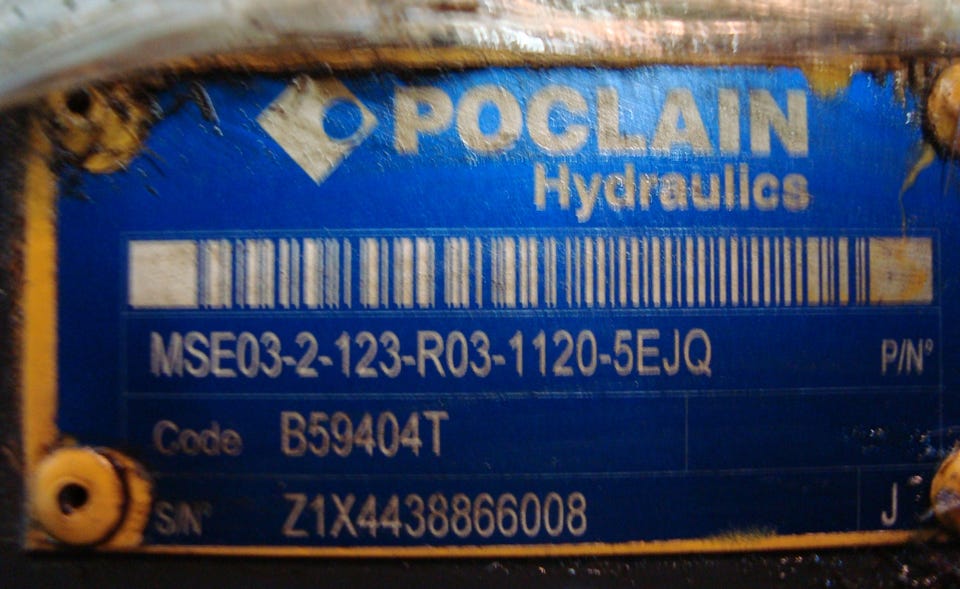 POCLAIN
Hydraulics
MSE03-2-123-R03-1120-5EJQ P/N°
Code B59404T
S/N° Z1X4438866008 J